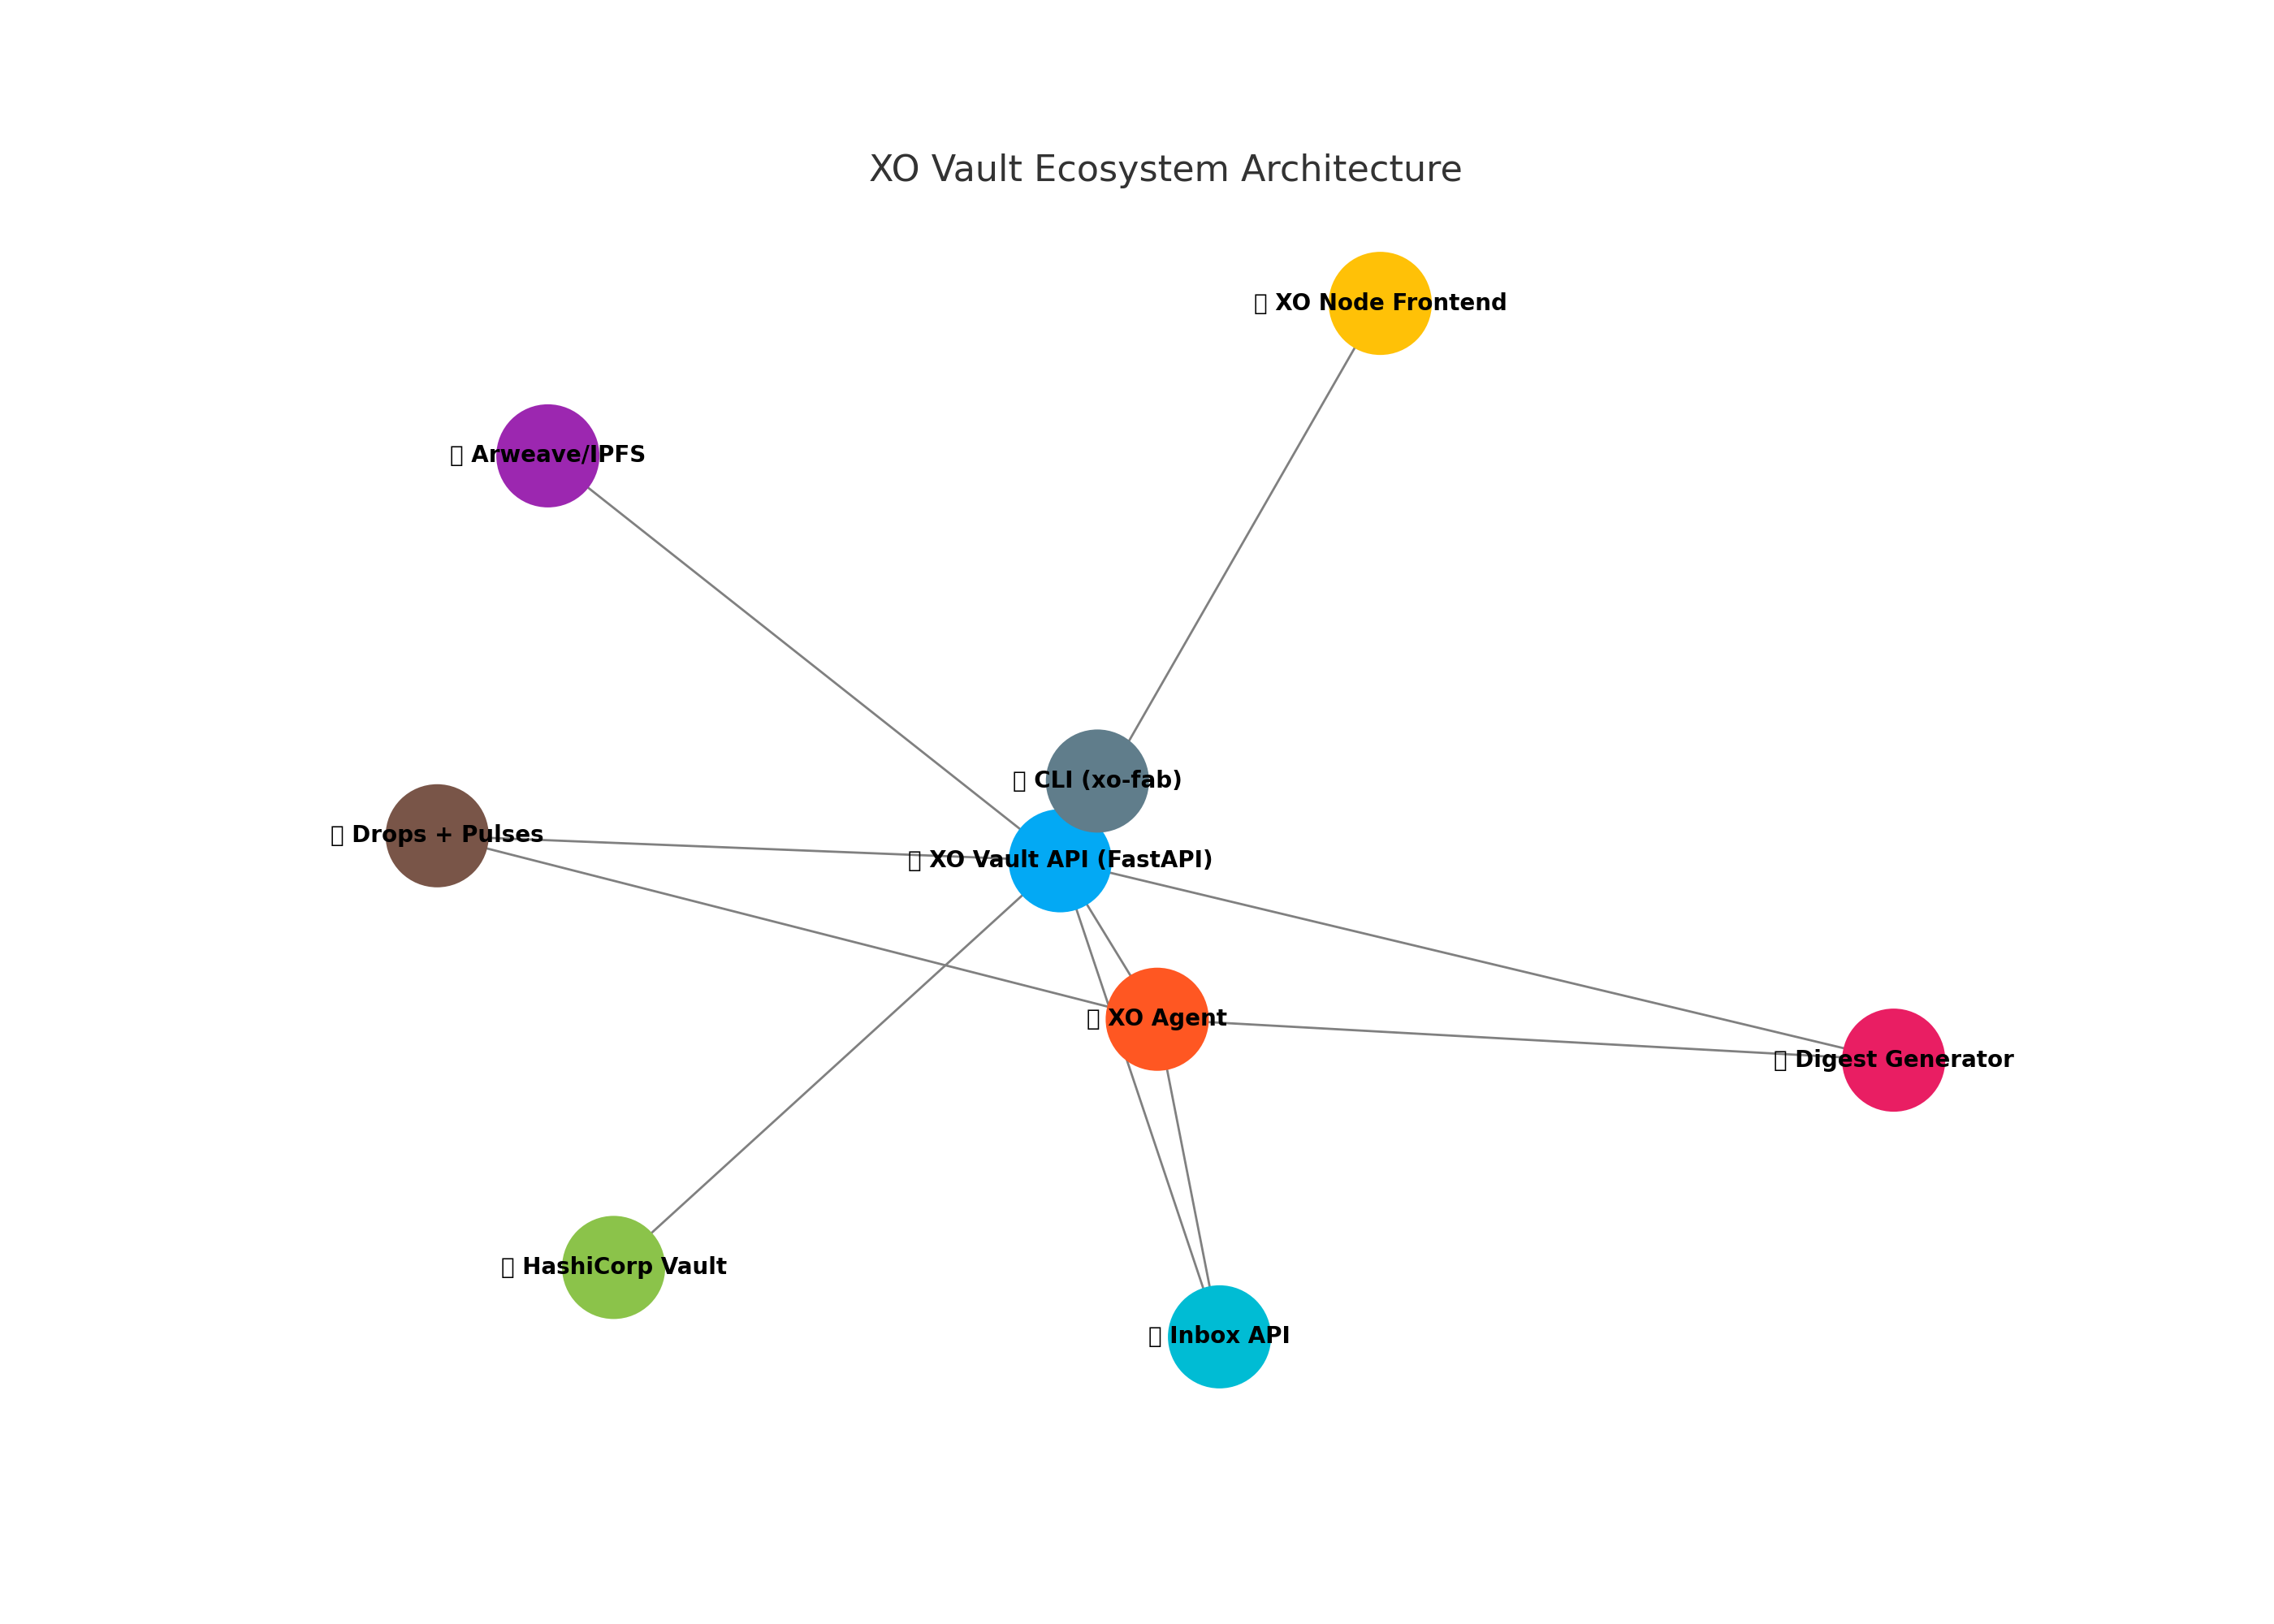 XO Vault Ecosystem Architecture
XO Node Frontend
Arweave/IPFS
CLI (xo-fab)
Drops + Pulses
XO Vault API (FastAPI)
XO Agent
Digest Generator
HashiCorp Vault
Inbox API